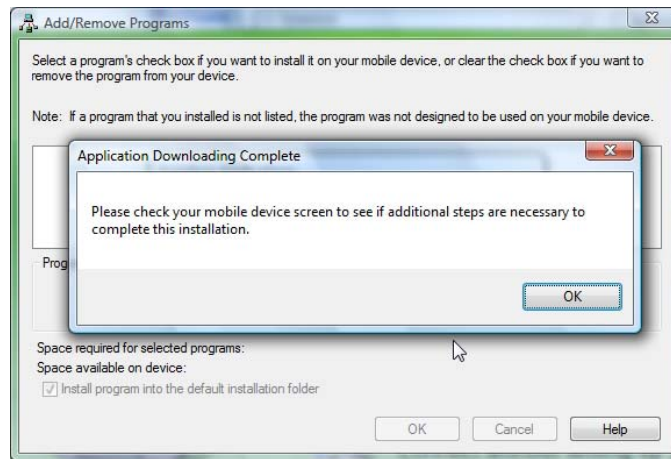 Add/Remove Programs
Select a program's check box if you want to install it on your mobile device, or clear the check box if you want to
remove the program from your device.
Note: If a program that you installed is not listed, the program was not designed to be used on your mobile device.
Application Downloading Complete
Please check your mobile device screen to see if additional steps are necessary to
complete this installation.
Prog
OK
Space required for selected programs:
Space available on device:
Install program into the default installation folder
OK
Cancel
Help